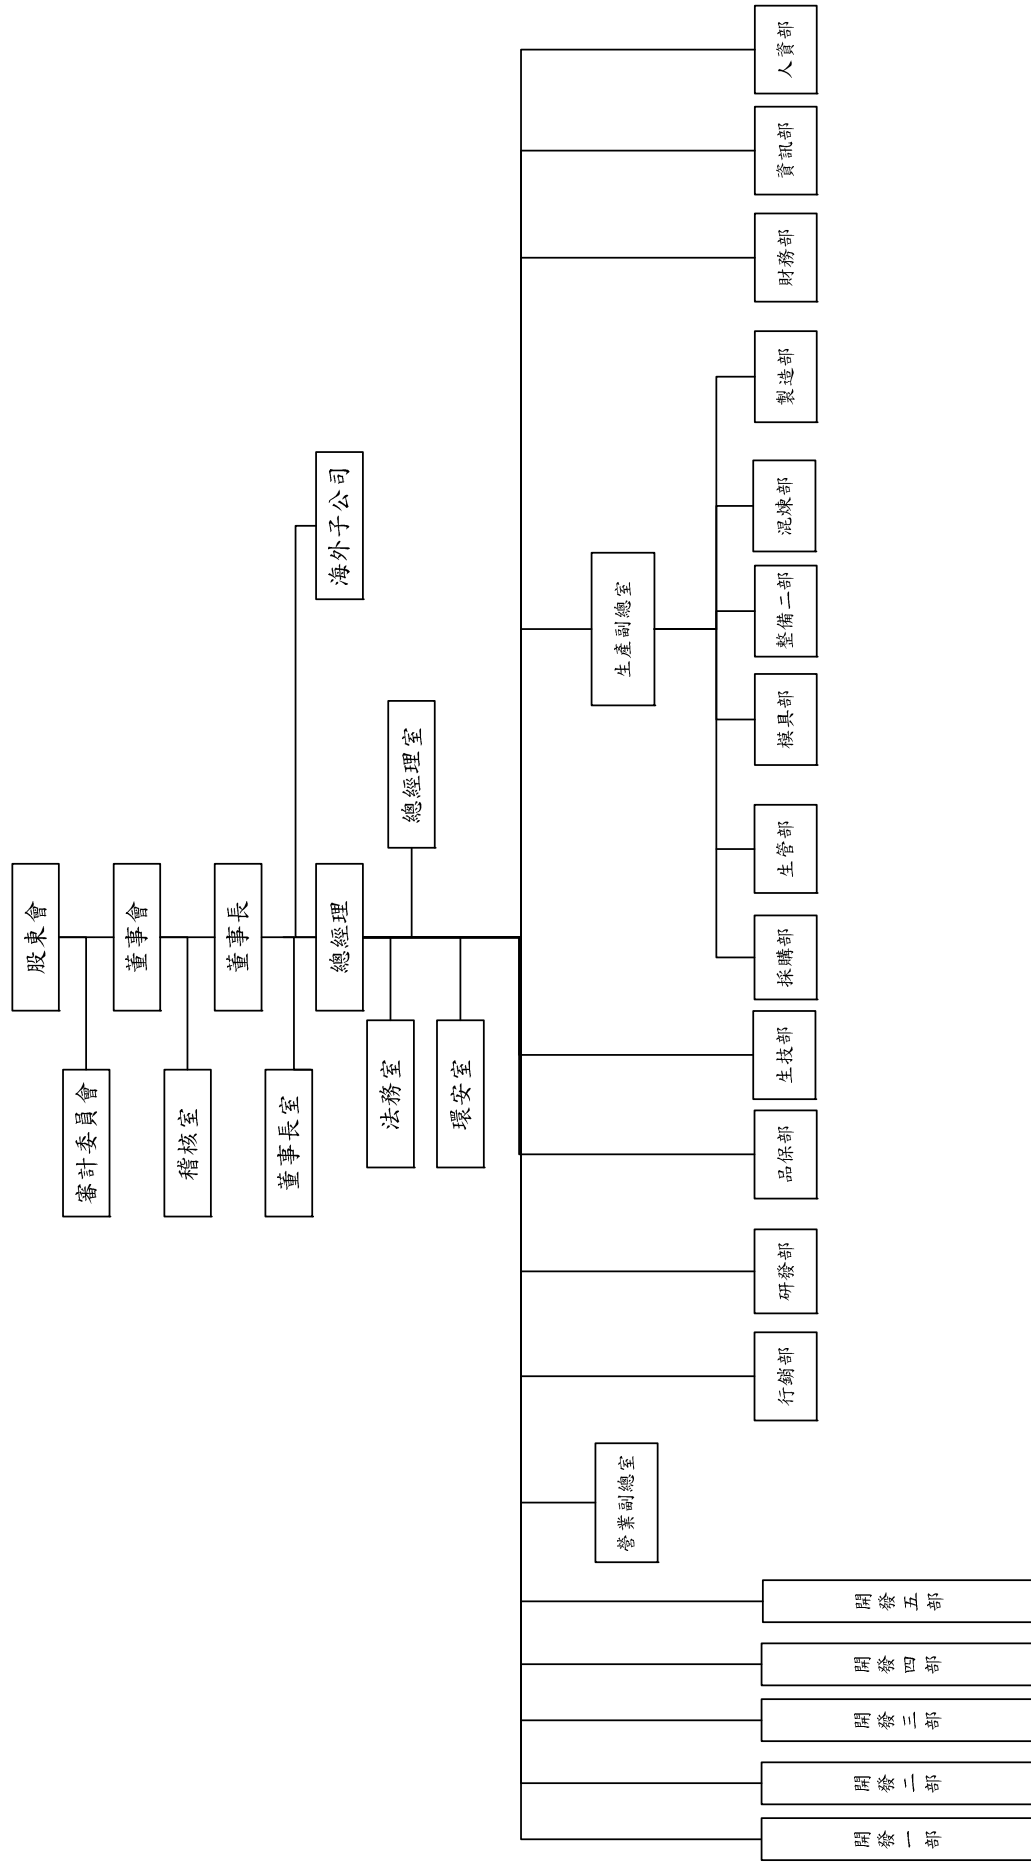 股東會
審計委員會
董事會
稽核室
董事長
董事長室
海外子公司
總經理
總經理室
法務室
環安室
生產副總室
營業副總室
開發一部
開發二部
開發三部
開發四部
開發五部
行銷部
研發部
品保部
生技部
採購部
生管部
模具部
整備二部
混煉部
製造部
財務部
資訊部
人資部